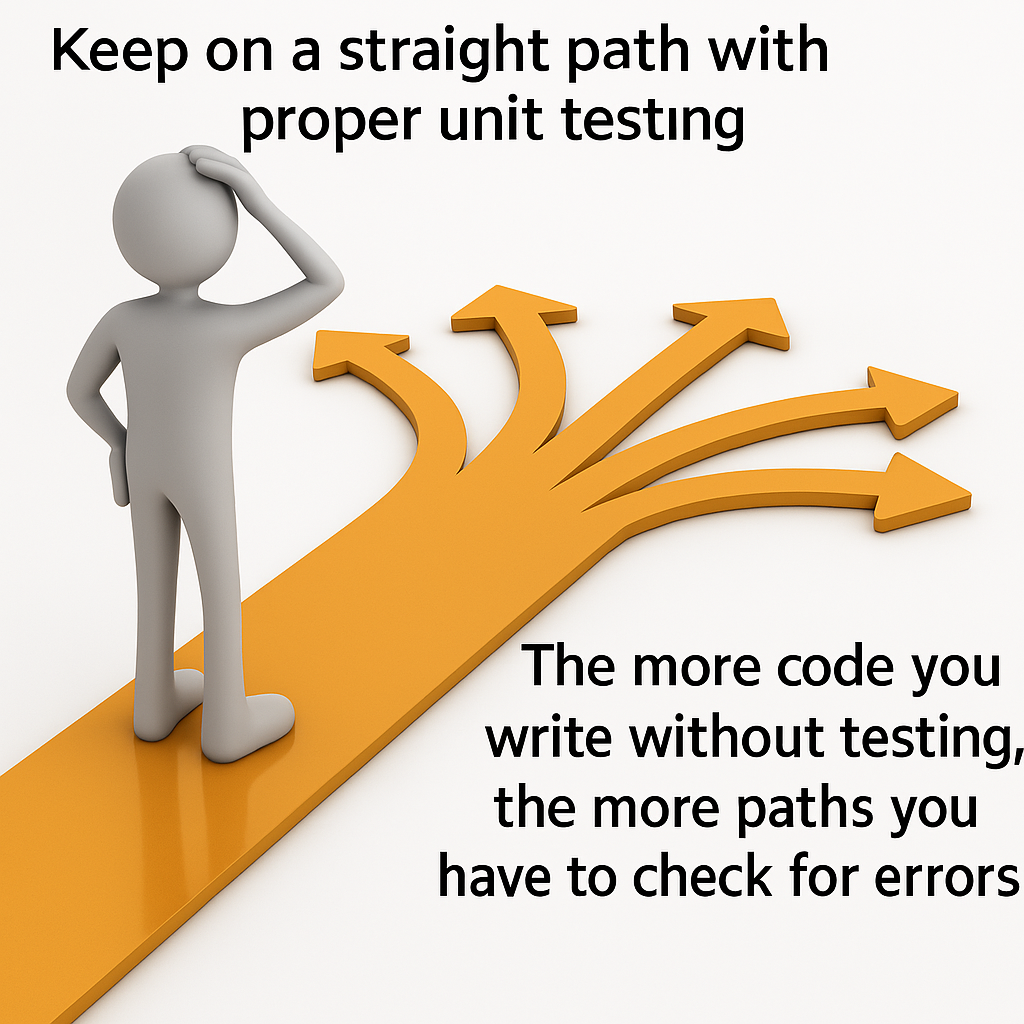 Keep on a straight path with
proper unit testing
The more code you
write without testing,
the more paths you
have to check for errors